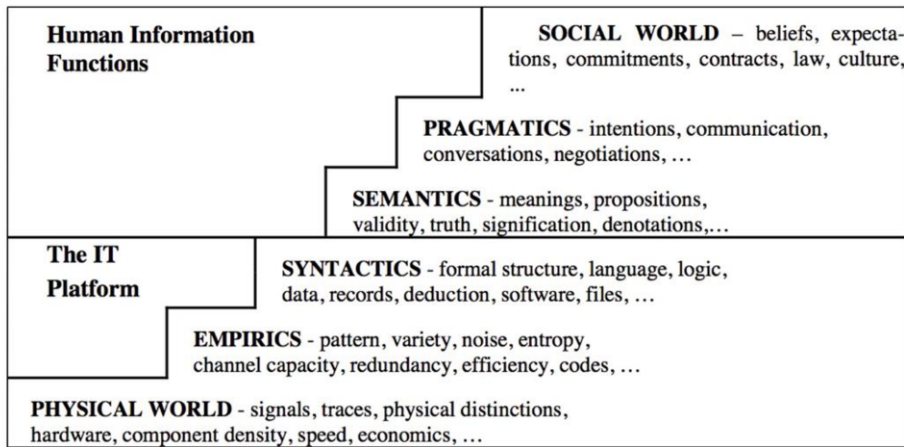 Human Information
Functions
SOCIAL WORLD – beliefs, expecta-
tions, commitments, contracts, law, culture,
...
PRAGMATICS - intentions, communication,
conversations, negotiations, …
SEMANTICS - meanings, propositions,
validity, truth, signification, denotations,…
The IT
Platform
SYNTACTICS - formal structure, language, logic,
data, records, deduction, software, files, …
EMPIRICS - pattern, variety, noise, entropy,
channel capacity, redundancy, efficiency, codes, …
PHYSICAL WORLD - signals, traces, physical distinctions,
hardware, component density, speed, economics, …